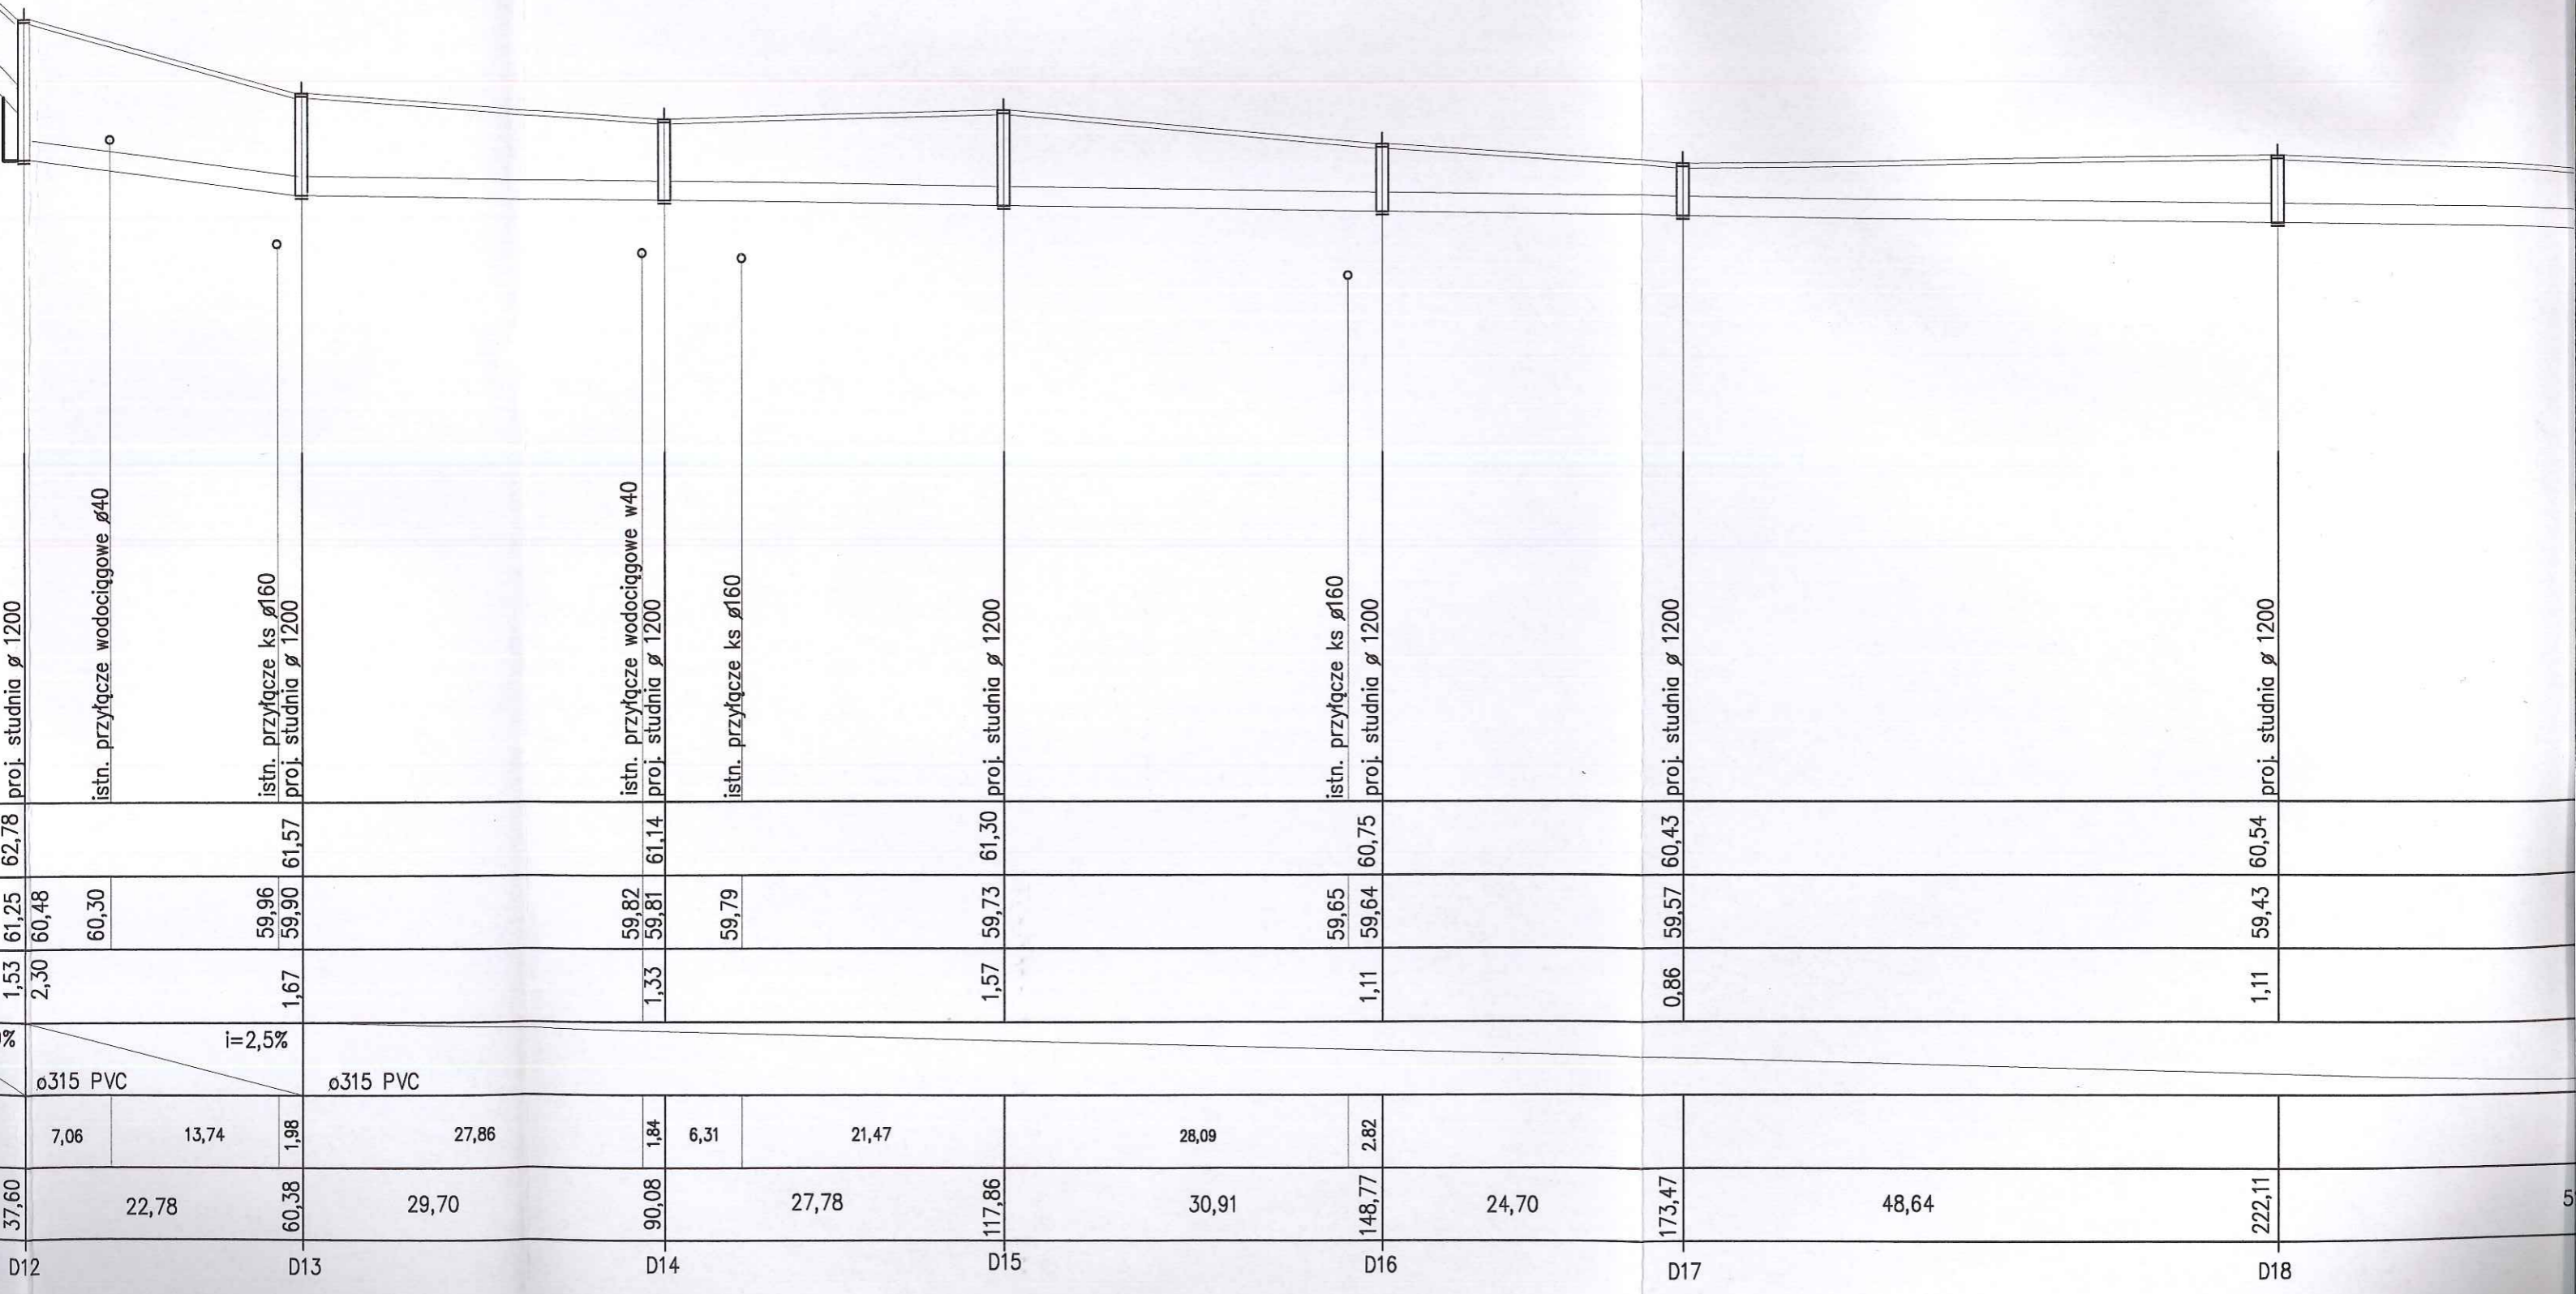 proj. studnia ø 1200
istn. przyłącze wodociągowe ø40
istn. przyłącze ks ø160
proj. studnia ø 1200
istn. przyłącze wodociągowe w40
proj. studnia ø 1200
istn. przyłącze ks ø160
proj. studnia ø 1200
istn. przyłącze ks ø160
proj. studnia ø 1200
proj. studnia ø 1200
proj. studnia ø 1200
62,78 61,57 61,14 61,30 60,75 60,43 60,54
61,25 60,48 60,30 59,96 59,90 59,82 59,81 59,79 59,73 59,65 59,64 59,57 59,43
1,53 2,30 1,67 1,33 1,57 1,11 0,86 1,11
% i=2,5%
ø315 PVC ø315 PVC
7,06 13,74 1,98 27,86 1,84 6,31 21,47 28,09 2.82
37,60 22,78 60,38 29,70 90,08 27,78 117,86 30,91 148,77 24,70 173,47 48,64 222,11 5
D12 D13 D14 D15 D16 D17 D18